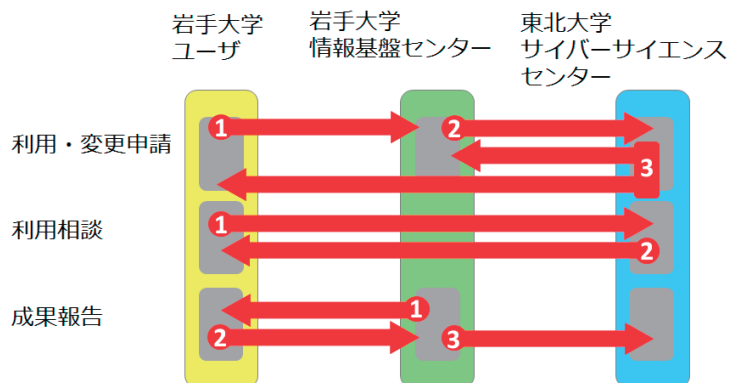 岩手大学
ユーザ
岩手大学
情報基盤センター
東北大学
サイバーサイエンス
センター
利用・変更申請
1
2
3
利用相談
1
2
成果報告
1
2
3